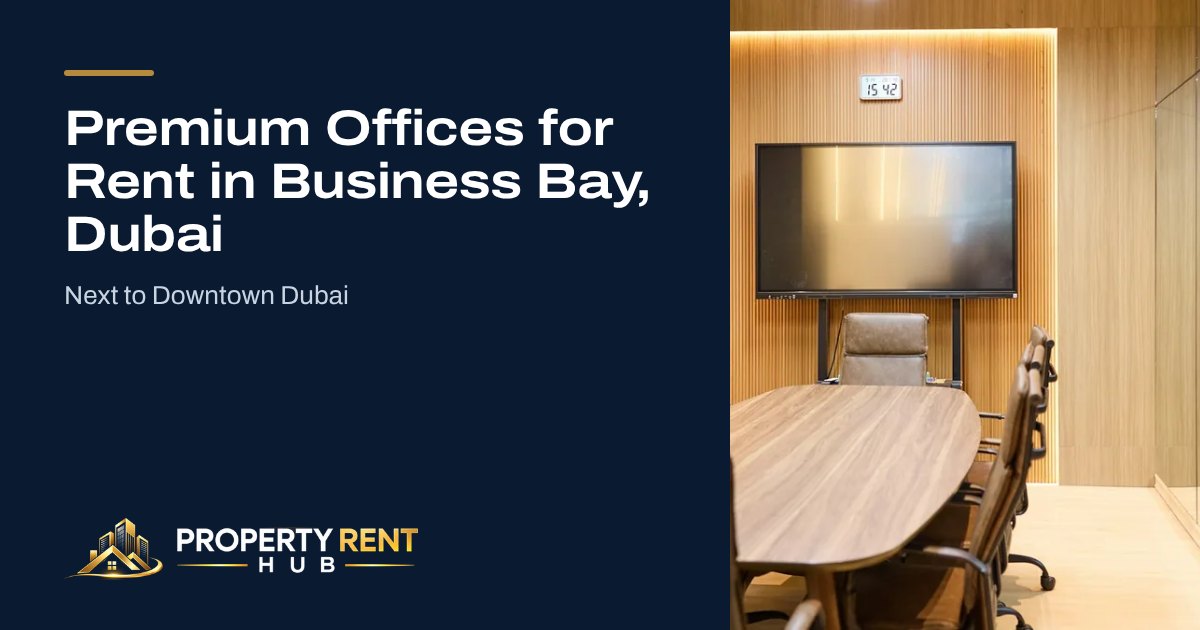 Premium Offices for
Rent in Business Bay,
Dubai
Next to Downtown Dubai
PROPERTY RENT
HUB
15 42